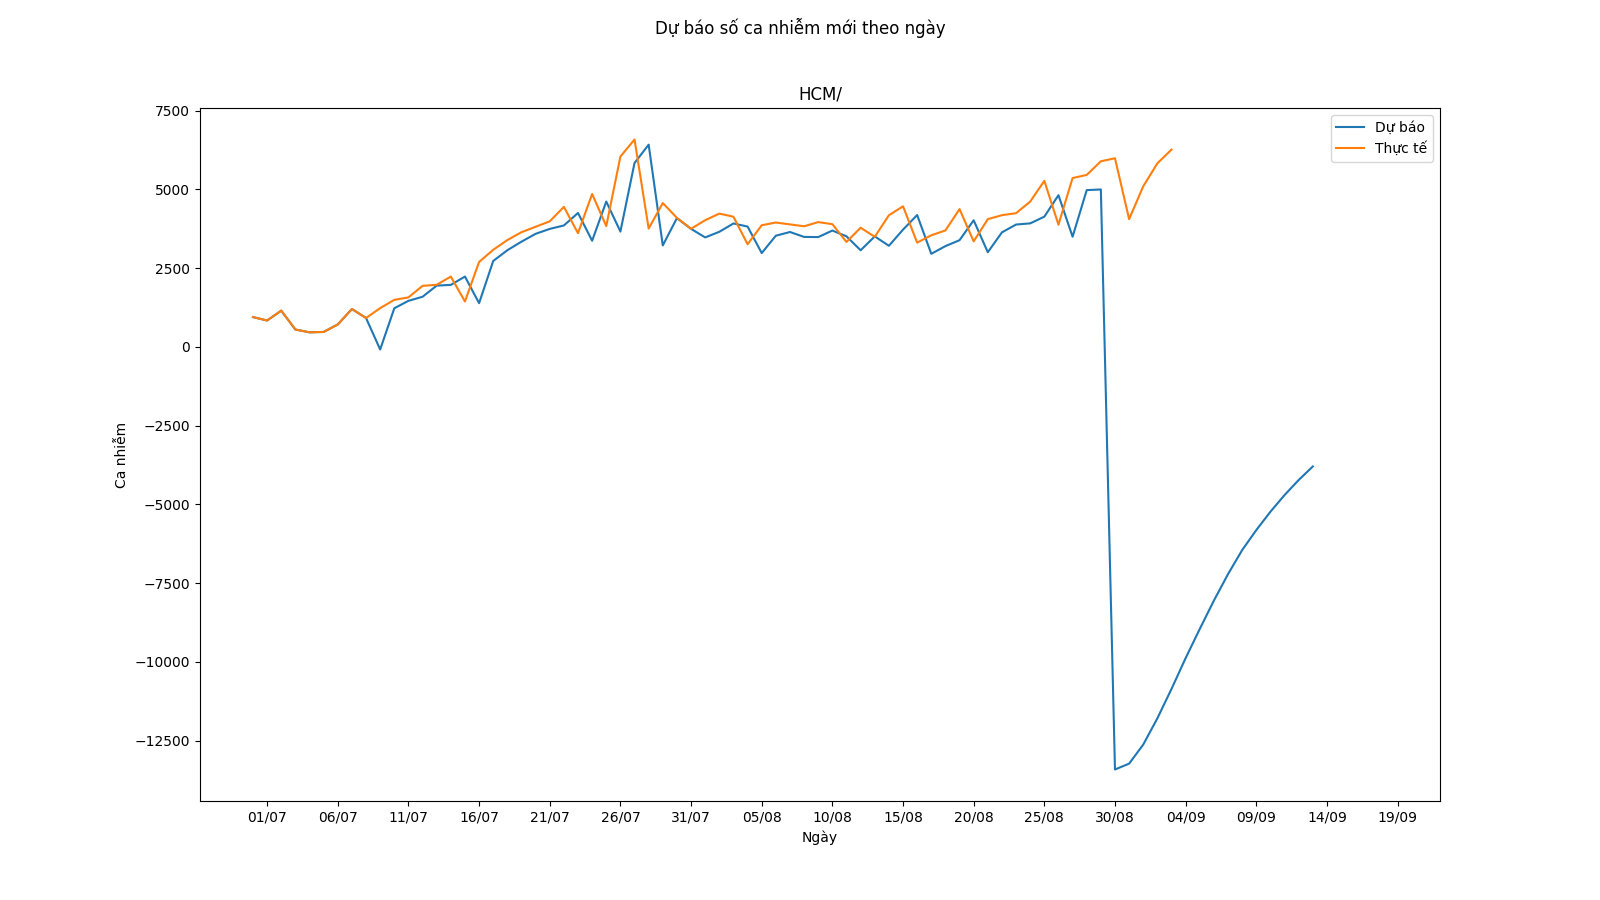 Dự báo số ca nhiễm mới theo ngày
HCM/
7500
5000
2500
0
−2500
−5000
−7500
−10000
−12500
Ca nhiễm
Dự báo
Thực tế
01/07 06/07 11/07 16/07 21/07 26/07 31/07 05/08 10/08 15/08 20/08 25/08 30/08 04/09 09/09 14/09 19/09
Ngày